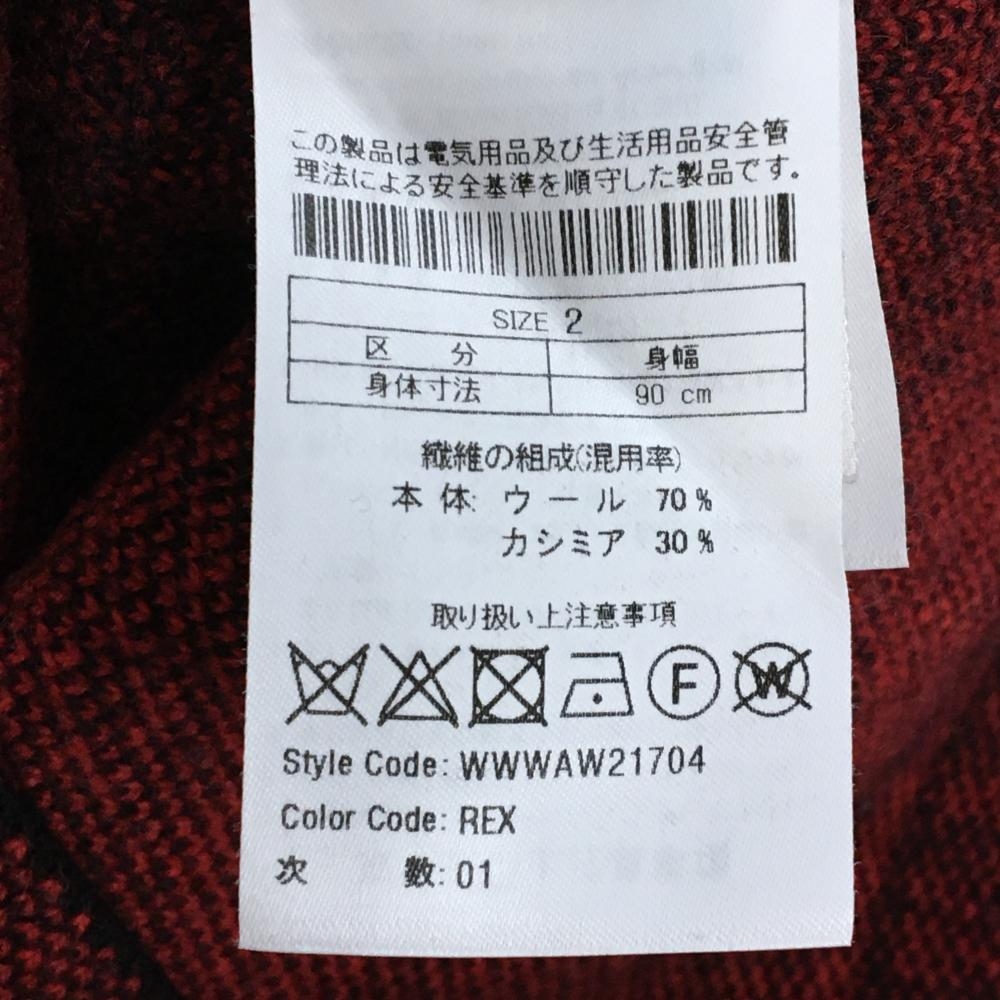 この製品は電気用品及び生活用品安全管
理法による安全基準を順守した製品です。
SIZE 2
区 分 身幅
身体寸法 90 cm
繊維の組成(混用率)
本 体: ウ ー ル 70 %
カシミア 30 %
取り扱い上注意事項
F W
Style Code: WWWAW21704
Color Code: REX
次 数: 01